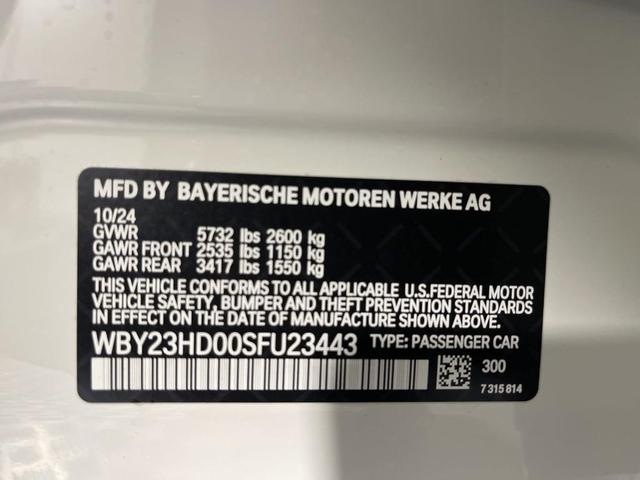 MFD BY BAYERISCHE MOTOREN WERKE AG
10/24
GVWR 5732 lbs 2600 kg
GAWR FRONT 2535 lbs 1150 kg
GAWR REAR 3417 lbs 1550 kg
THIS VEHICLE CONFORMS TO ALL APPLICABLE U.S.FEDERAL MOTOR
VEHICLE SAFETY, BUMPER AND THEFT PREVENTION STANDARDS
IN EFFECT ON THE DATE OF MANUFACTURE SHOWN ABOVE.
WBY23HD00SFU23443 TYPE: PASSENGER CAR
300
7 315 814